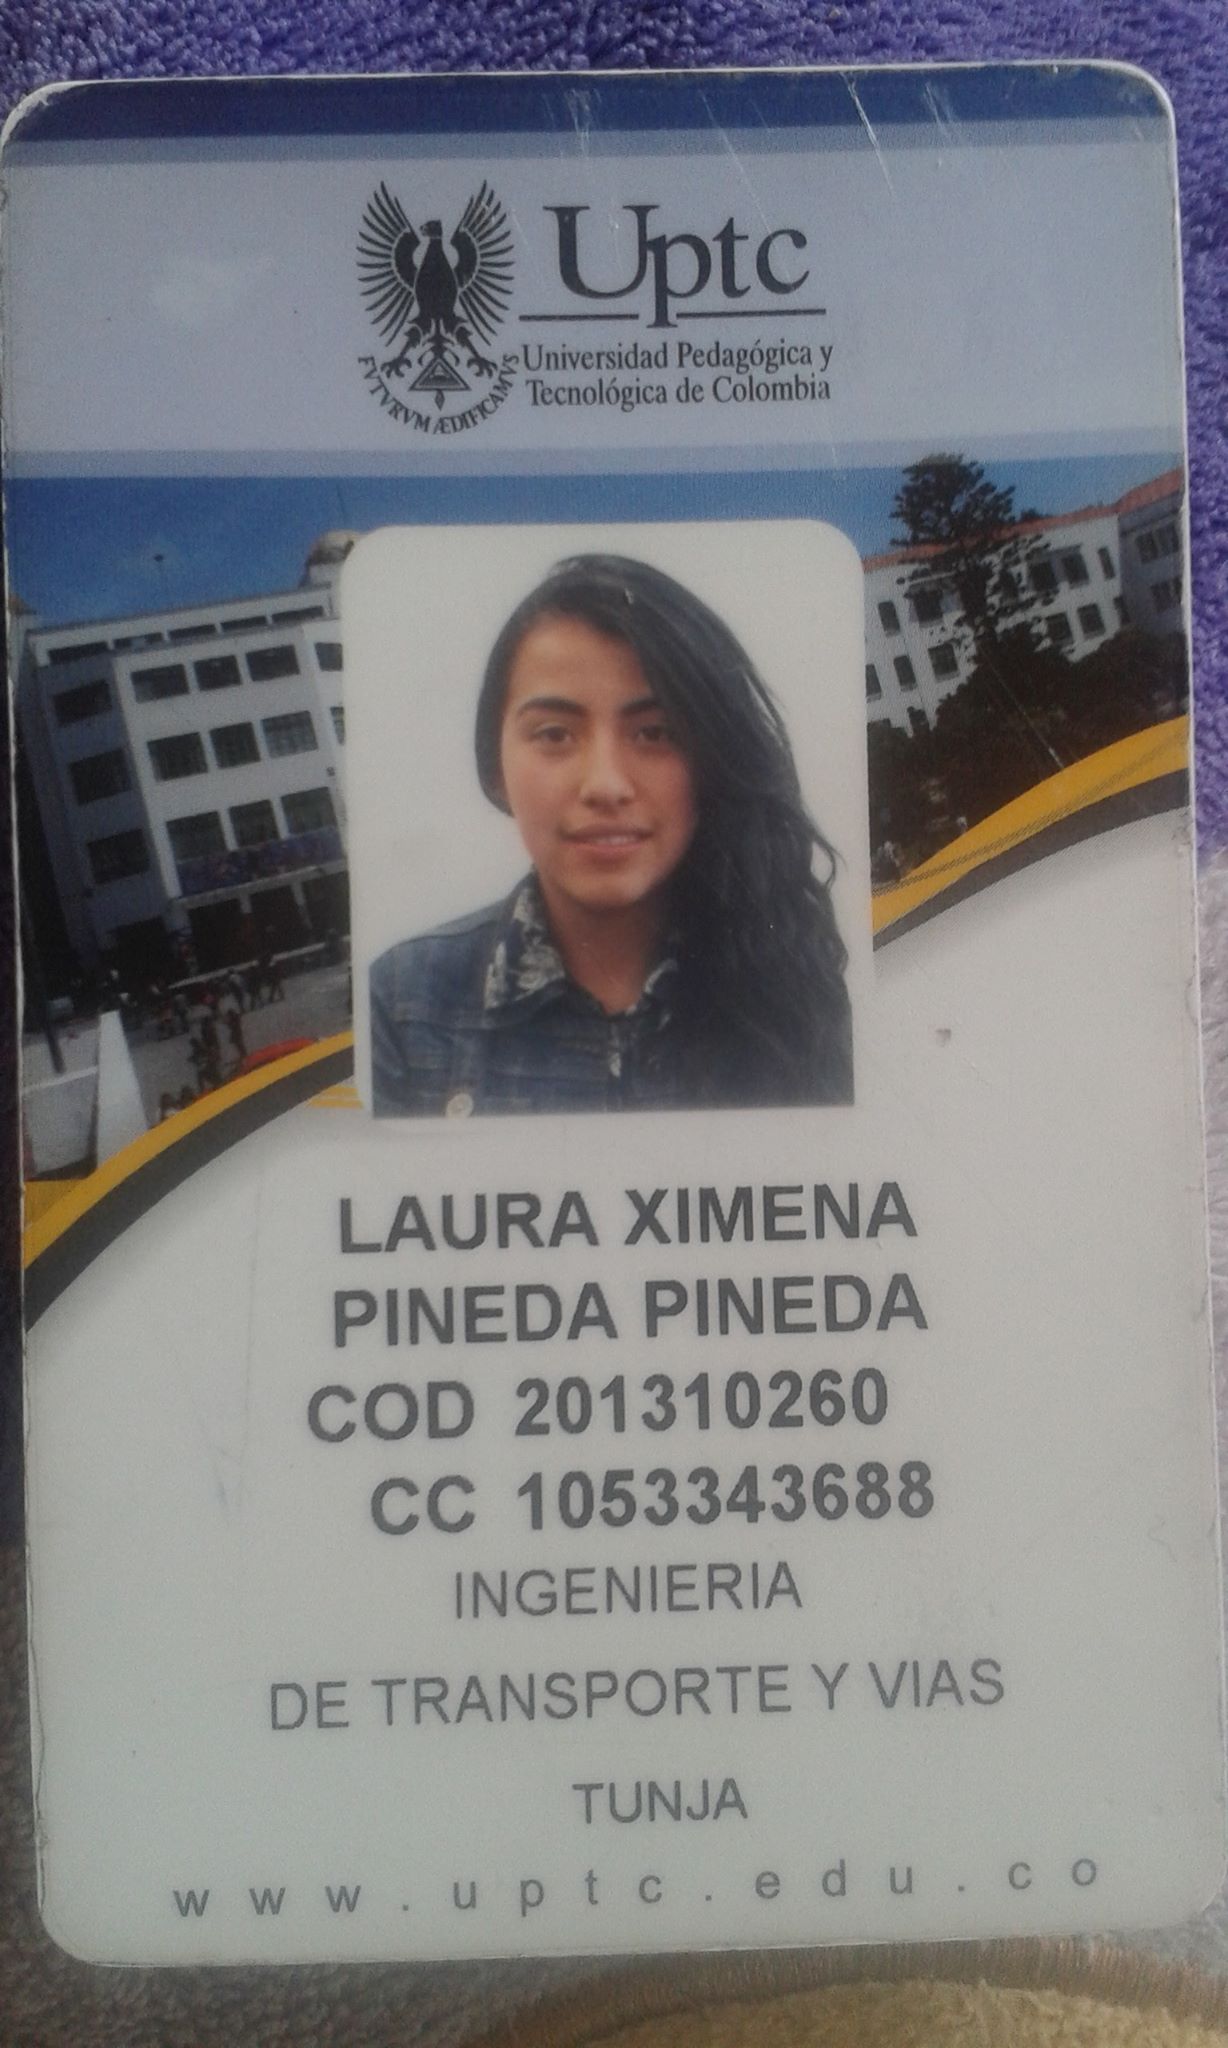 Uptc
Universidad Pedagógica y
Tecnológica de Colombia
FVTVRVM ÆDIFICAMVS
LAURA XIMENA
PINEDA PINEDA
COD 201310260
CC 1053343688
INGENIERIA
DE TRANSPORTE Y VIAS
TUNJA
www.uptc.edu.co